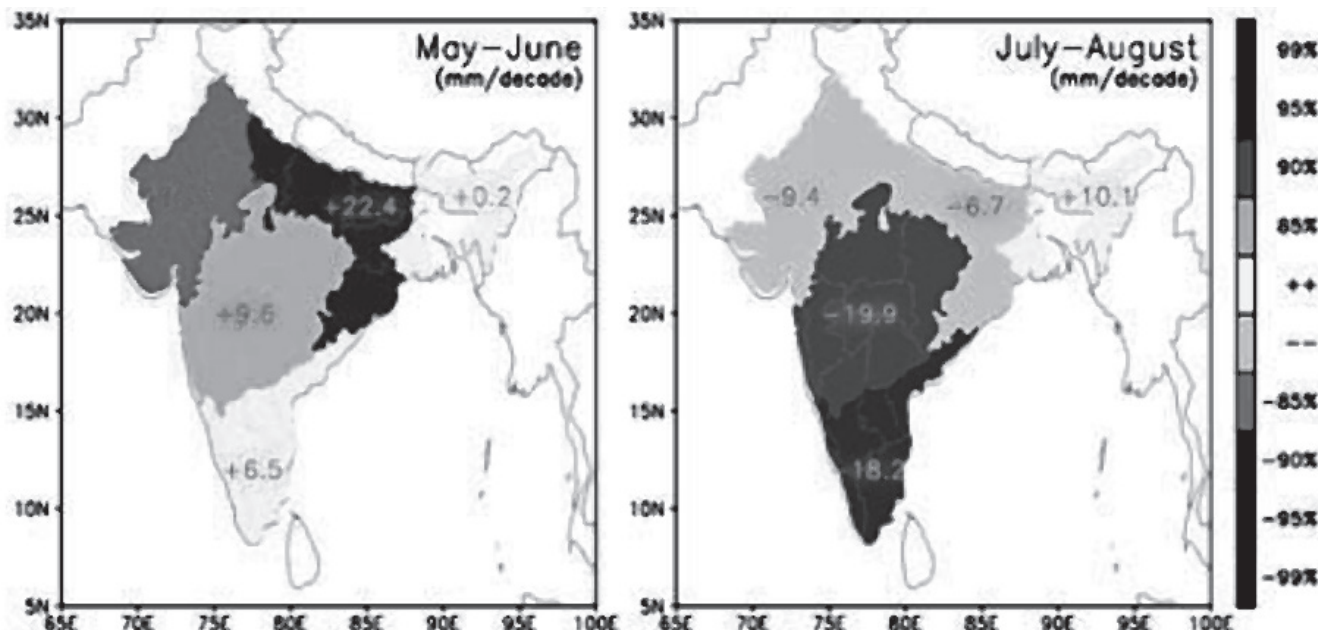 May-June
(mm/decade)
35N
30N
25N
20N
15N
10N
5N
+22.4
+0.2
+9.6
+6.5
65E 70E 75E 80E 85E 90E 95E 100E
July-August
(mm/decade)
35N
30N
25N
20N
15N
10N
5N
-9.4
-6.7
+10.1
-19.9
-18.2
65E 70E 75E 80E 85E 90E 95E 100E
99%
95%
90%
85%
++
--
-85%
-90%
-95%
-99%